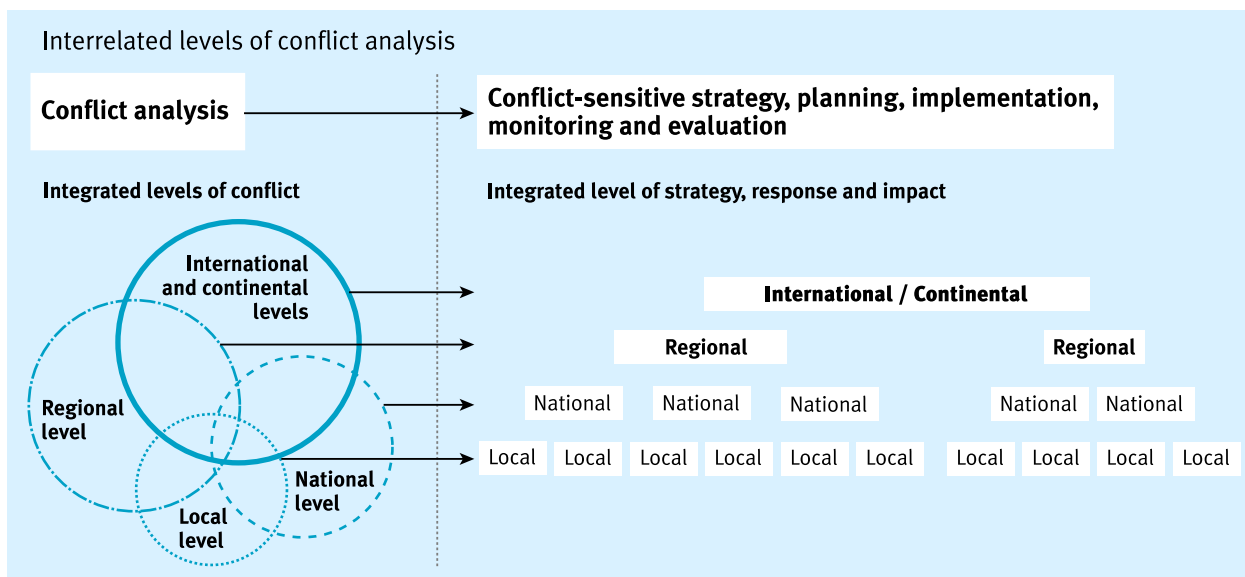 Interrelated levels of conflict analysis
Conflict analysis
Conflict-sensitive strategy, planning, implementation,
monitoring and evaluation
Integrated levels of conflict
Integrated level of strategy, response and impact
International
and continental
levels
Regional
level
National
level
Local
level
International / Continental
Regional Regional
National National National National National
Local Local Local Local Local Local Local Local Local Local